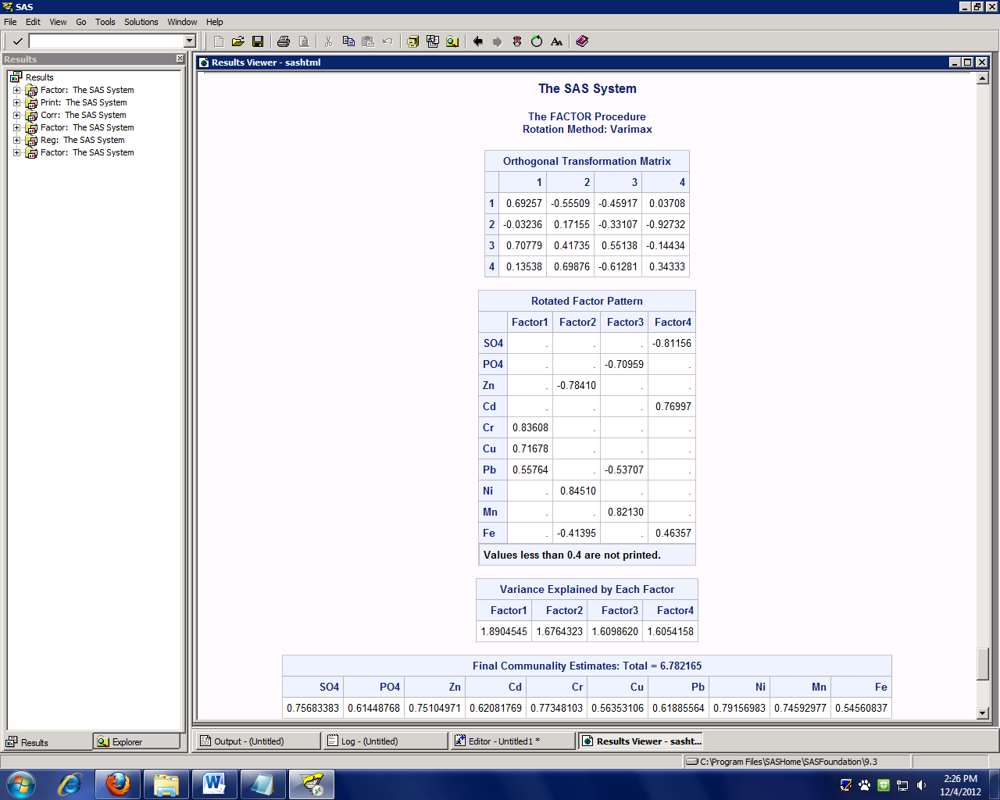 SAS
File Edit View Go Tools Solutions Window Help
Results
Results
Factor: The SAS System
Print: The SAS System
Corr: The SAS System
Factor: The SAS System
Reg: The SAS System
Factor: The SAS System
Results Viewer - sashtml
The SAS System
The FACTOR Procedure
Rotation Method: Varimax
Orthogonal Transformation Matrix
1 2 3 4
1 0.69257 -0.55509 -0.45917 0.03708
2 -0.03236 0.17155 -0.33107 -0.92732
3 0.70779 0.41735 0.55138 -0.14434
4 0.13538 0.69876 -0.61281 0.34333
Rotated Factor Pattern
Factor1 Factor2 Factor3 Factor4
SO4 . . . -0.81156
PO4 . . -0.70959 .
Zn . -0.78410 . .
Cd . . . 0.76997
Cr 0.83608 . . .
Cu 0.71678 . . .
Pb 0.55764 . -0.53707 .
Ni . 0.84510 . .
Mn . . 0.82130 .
Fe . -0.41395 . 0.46357
Values less than 0.4 are not printed.
Variance Explained by Each Factor
Factor1 Factor2 Factor3 Factor4
1.8904545 1.6764323 1.6098620 1.6054158
Final Communality Estimates: Total = 6.782165
SO4 PO4 Zn Cd Cr Cu Pb Ni Mn Fe
0.75683383 0.61448768 0.75104971 0.62081769 0.77348103 0.56353106 0.61885564 0.79156983 0.74592977 0.54560837
Results Explorer
Output - (Untitled) Log - (Untitled) Editor - Untitled1 * Results Viewer - sasht...
C:\Program Files\SASHome\SASFoundation\9.3
2:26 PM
12/4/2012